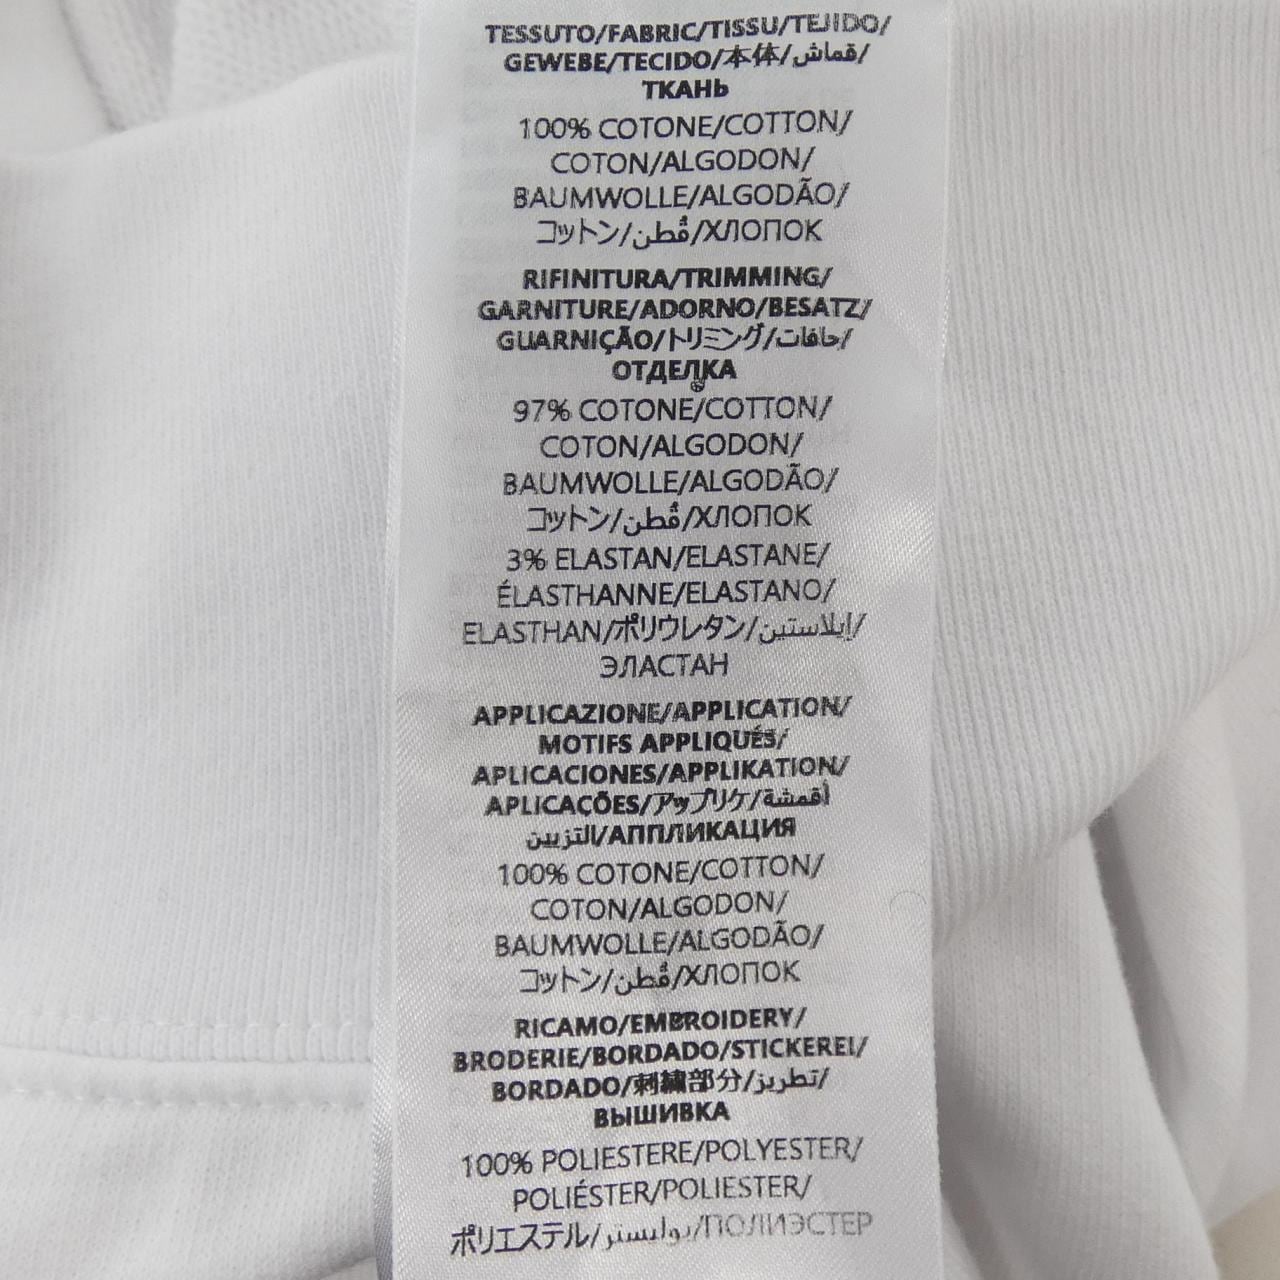 TESSUTO/FABRIC/TISSU/TEJIDO/
GEWEBE/TECIDO/本体/قماش/
ТКАНЬ
100% COTONE/COTTON/
COTON/ALGODON/
BAUMWOLLE/ALGODÃO/
コットン/قُطن/ХЛОПОК
RIFINITURA/TRIMMING/
GARNITURE/ADORNO/BESATZ/
GUARNIÇÃO/トリミング/حافات/
ОТДЕЛКА
97% COTONE/COTTON/
COTON/ALGODON/
BAUMWOLLE/ALGODÃO/
コットン/قُطن/ХЛОПОК
3% ELASTAN/ELASTANE/
ÉLASTHANNE/ELASTANO/
ELASTHAN/ポリウレタン/إيلاستين/
ЭЛАСТАН
APPLICAZIONE/APPLICATION/
MOTIFS APPLIQUÉS/
APLICACIONES/APPLIKATION/
APLICAÇÕES/アップリケ/أقمشة
التزيين/АППЛИКАЦИЯ
100% COTONE/COTTON/
COTON/ALGODON/
BAUMWOLLE/ALGODÃO/
コットン/قُطن/ХЛОПОК
RICAMO/EMBROIDERY/
BRODERIE/BORDADO/STICKEREI/
BORDADO/刺繍部分/تطريز/
ВЫШИВКА
100% POLIESTERE/POLYESTER/
POLIÉSTER/POLIESTER/
ポリエステル/بوليستر/ПОЛИЭСТЕР